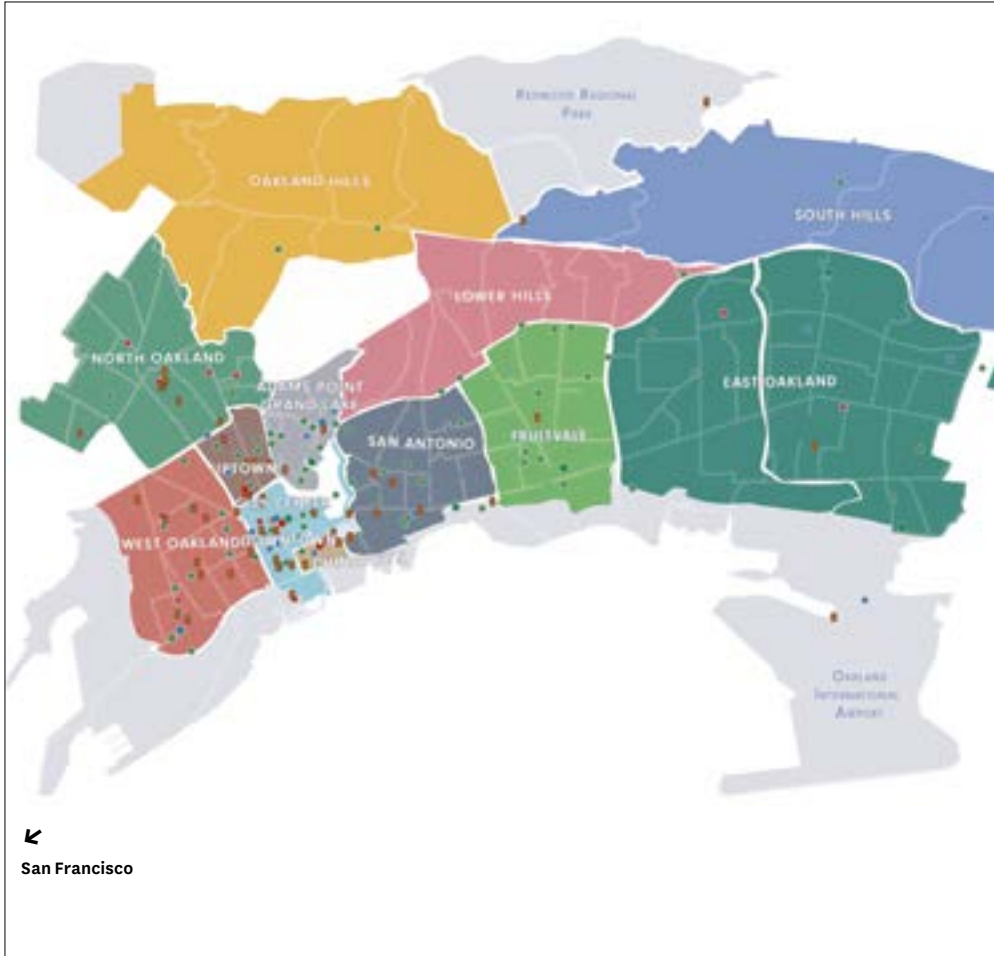 REDWOOD REGIONAL
PARK
OAKLAND HILLS
SOUTH HILLS
LOWER HILLS
NORTH OAKLAND
ADAMS POINT
GRAND LAKE
EAST OAKLAND
SAN ANTONIO
FRUITVALE
UPTOWN
WEST OAKLAND
DOWNTOWN
OAKLAND
INTERNATIONAL
AIRPORT
San Francisco